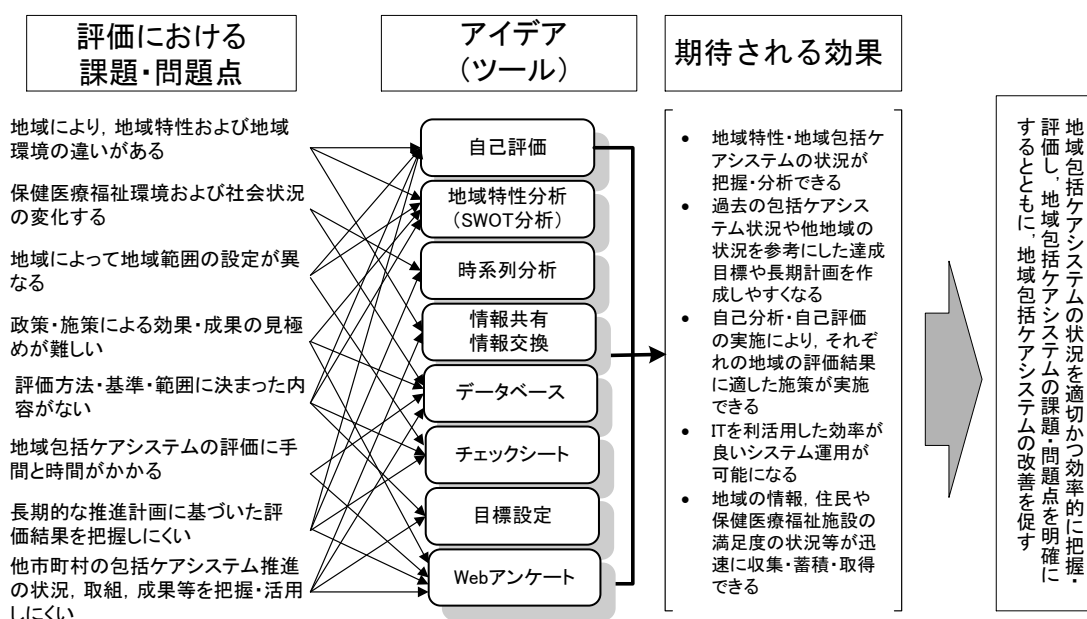 評価における
課題・問題点
アイデア
(ツール)
期待される効果
地域により，地域特性および地域
環境の違いがある
保健医療福祉環境および社会状況
の変化する
地域によって地域範囲の設定が異
なる
政策・施策による効果・成果の見極
めが難しい
評価方法・基準・範囲に決まった内
容がない
地域包括ケアシステムの評価に手
間と時間がかかる
長期的な推進計画に基づいた評
価結果を把握しにくい
他市町村の包括ケアシステム推進
の状況，取組，成果等を把握・活用
しにくい
自己評価
地域特性分析
(SWOT分析)
時系列分析
情報共有
情報交換
データベース
チェックシート
目標設定
Webアンケート
• 地域特性・地域包括ケ
アシステムの状況が
把握・分析できる
• 過去の包括ケアシス
テム状況や他地域の
状況を参考にした達成
目標や長期計画を作
成しやすくなる
• 自己分析・自己評価
の実施により，それぞ
れの地域の評価結果
に適した施策が実施
できる
• ITを利活用した効率が
良いシステム運用が
可能になる
• 地域の情報，住民や
保健医療福祉施設の
満足度の状況等が迅
速に収集・蓄積・取得
できる
地域包括ケアシステムの状況を適切かつ効率的に把握・
評価し，地域包括ケアシステムの課題・問題点を明確に
するとともに，地域包括ケアシステムの改善を促す